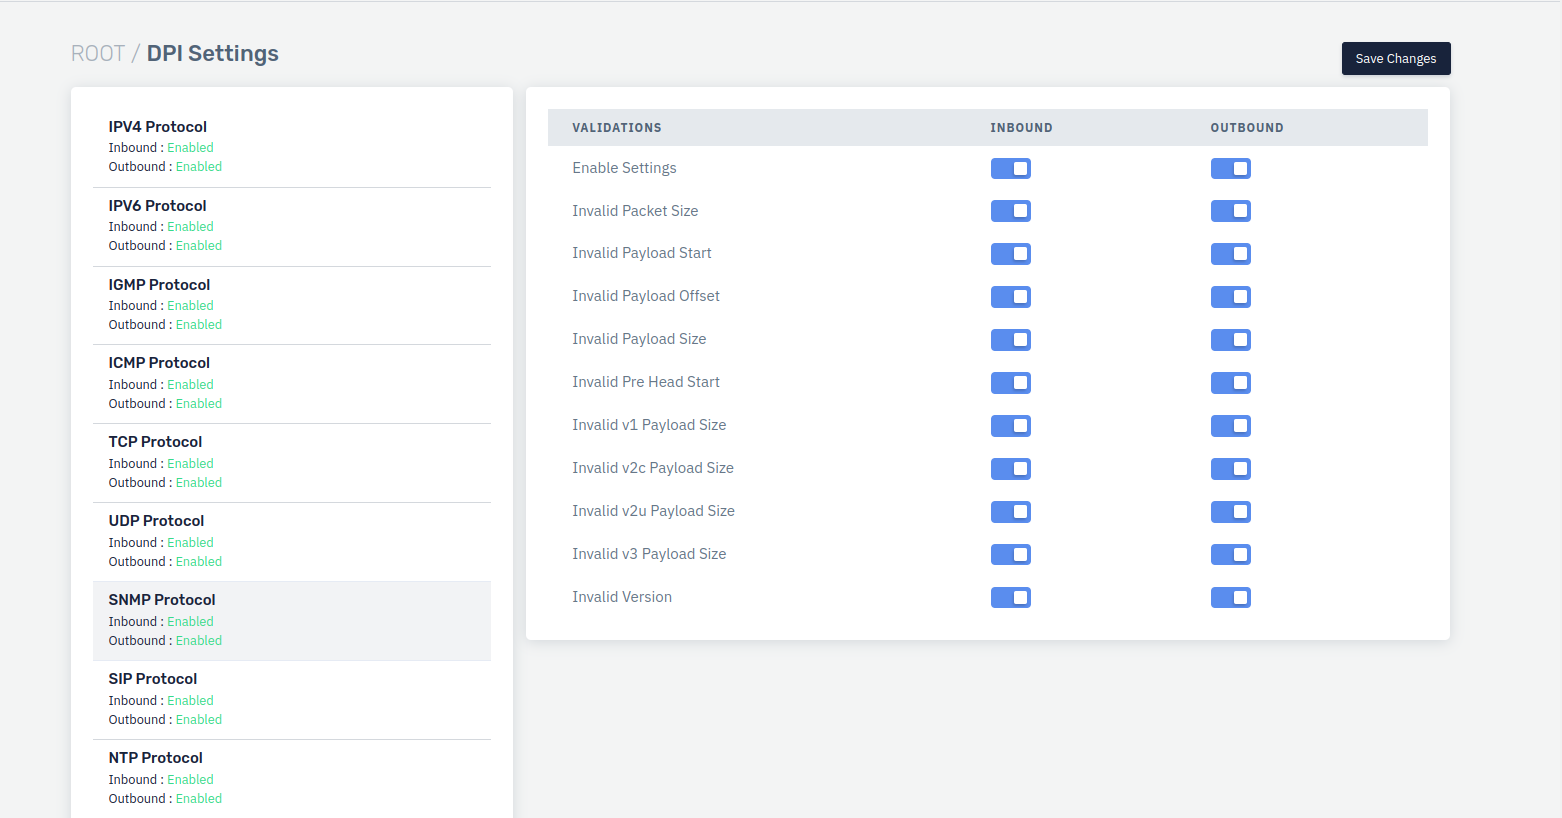 ROOT / DPI Settings
Save Changes
IPV4 Protocol
Inbound : Enabled
Outbound : Enabled
IPV6 Protocol
Inbound : Enabled
Outbound : Enabled
IGMP Protocol
Inbound : Enabled
Outbound : Enabled
ICMP Protocol
Inbound : Enabled
Outbound : Enabled
TCP Protocol
Inbound : Enabled
Outbound : Enabled
UDP Protocol
Inbound : Enabled
Outbound : Enabled
SNMP Protocol
Inbound : Enabled
Outbound : Enabled
SIP Protocol
Inbound : Enabled
Outbound : Enabled
NTP Protocol
Inbound : Enabled
Outbound : Enabled
VALIDATIONS INBOUND OUTBOUND
Enable Settings
Invalid Packet Size
Invalid Payload Start
Invalid Payload Offset
Invalid Payload Size
Invalid Pre Head Start
Invalid v1 Payload Size
Invalid v2c Payload Size
Invalid v2u Payload Size
Invalid v3 Payload Size
Invalid Version